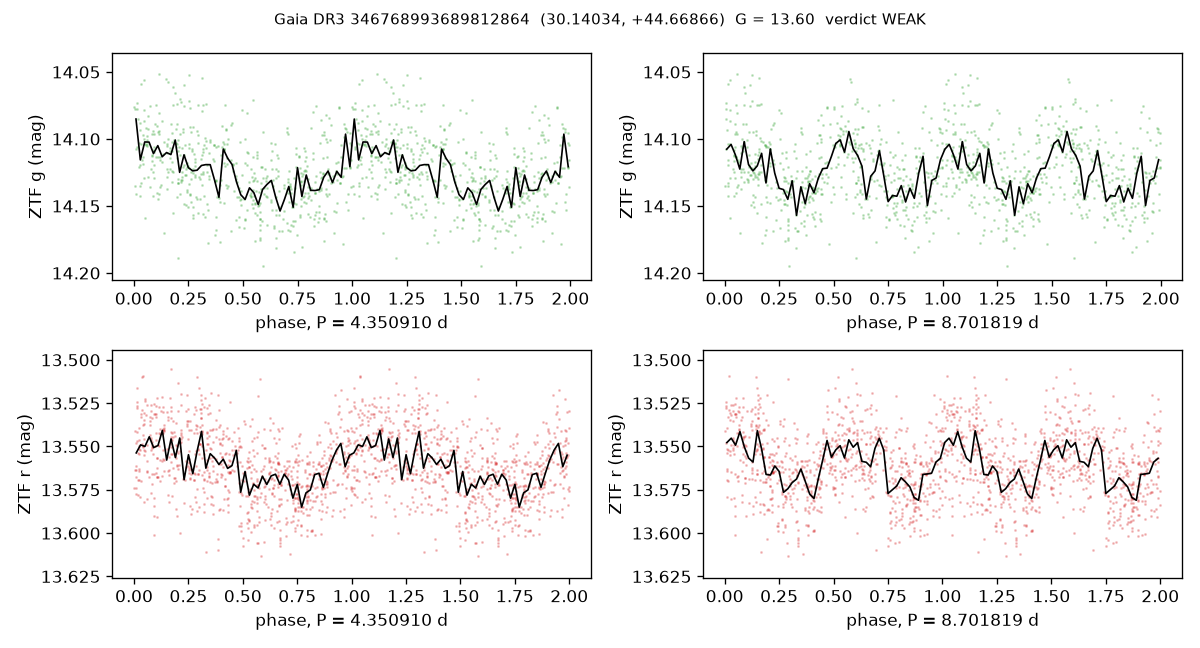 Gaia DR3 346768993689812864 (30.14034, +44.66866) G = 13.60 verdict WEAK
ZTF g (mag)
14.05
14.10
14.15
14.20
0.00 0.25 0.50 0.75 1.00 1.25 1.50 1.75 2.00
phase, P = 4.350910 d
ZTF g (mag)
14.05
14.10
14.15
14.20
0.00 0.25 0.50 0.75 1.00 1.25 1.50 1.75 2.00
phase, P = 8.701819 d
ZTF r (mag)
13.500
13.525
13.550
13.575
13.600
13.625
0.00 0.25 0.50 0.75 1.00 1.25 1.50 1.75 2.00
phase, P = 4.350910 d
ZTF r (mag)
13.500
13.525
13.550
13.575
13.600
13.625
0.00 0.25 0.50 0.75 1.00 1.25 1.50 1.75 2.00
phase, P = 8.701819 d